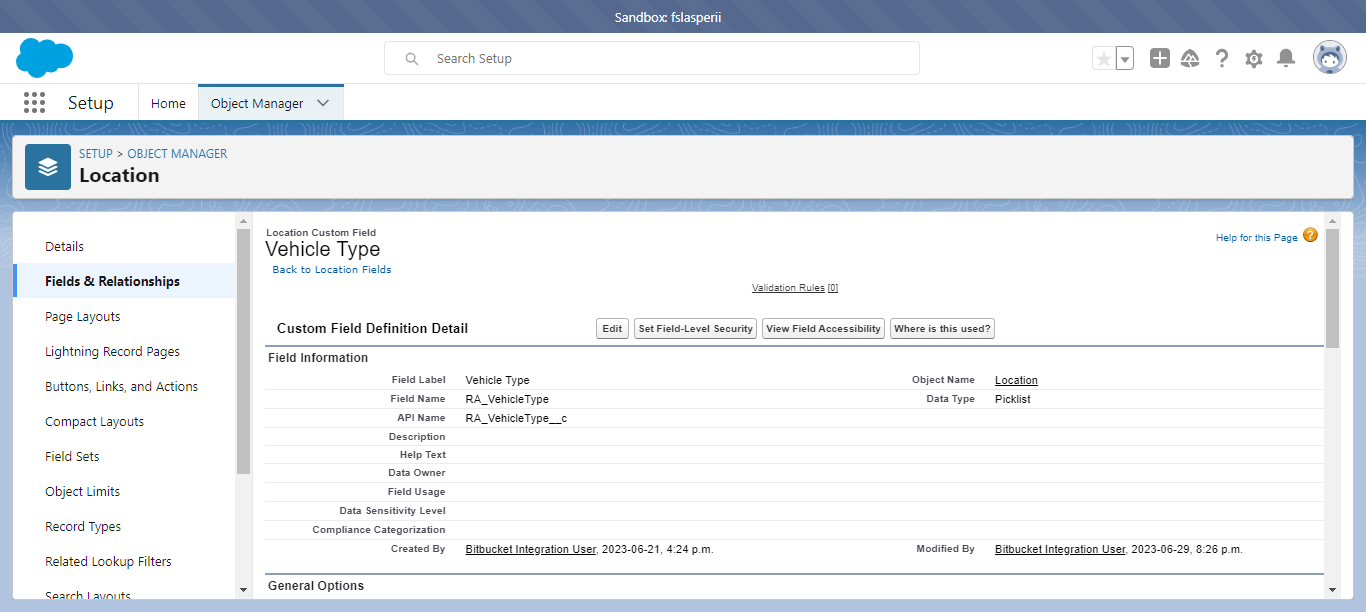 Sandbox: fslasperii
Search Setup
Setup
Home
Object Manager
SETUP > OBJECT MANAGER
Location
Details
Fields & Relationships
Page Layouts
Lightning Record Pages
Buttons, Links, and Actions
Compact Layouts
Field Sets
Object Limits
Record Types
Related Lookup Filters
Search Layouts
Location Custom Field
Vehicle Type
Back to Location Fields
Help for this Page ?
Validation Rules [0]
Custom Field Definition Detail Edit Set Field-Level Security View Field Accessibility Where is this used?
Field Information
Field Label Vehicle Type Object Name Location
Field Name RA_VehicleType Data Type Picklist
API Name RA_VehicleType__c
Description
Help Text
Data Owner
Field Usage
Data Sensitivity Level
Compliance Categorization
Created By Bitbucket Integration User, 2023-06-21, 4:24 p.m. Modified By Bitbucket Integration User, 2023-06-29, 8:26 p.m.
General Options